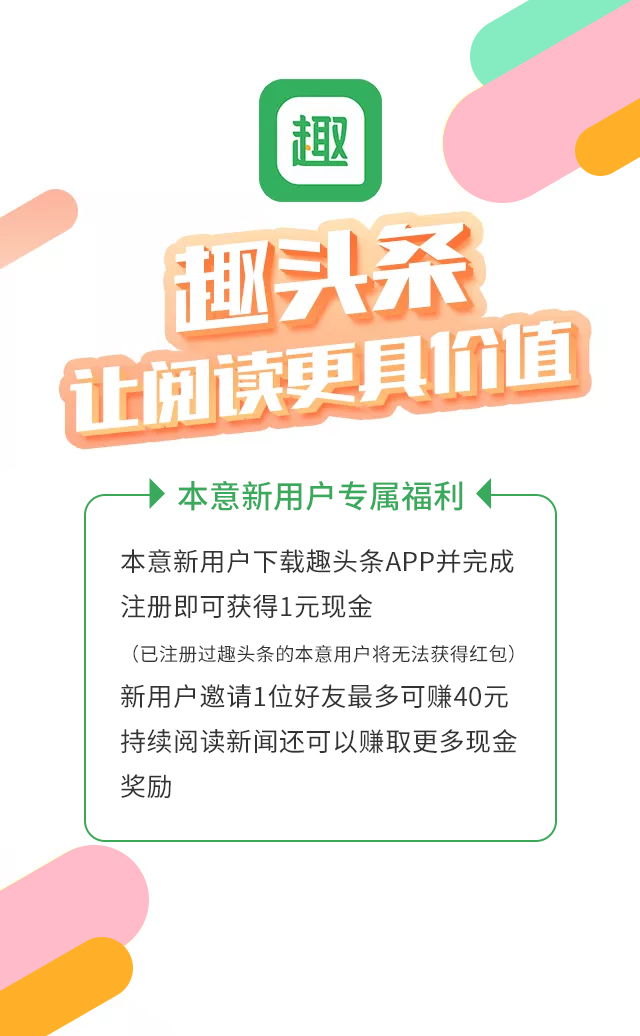 趣
趣头条
让阅读更具价值
本意新用户专属福利
本意新用户下载趣头条APP并完成
注册即可获得1元现金
（已注册过趣头条的本意用户将无法获得红包）
新用户邀请1位好友最多可赚40元
持续阅读新闻还可以赚取更多现金
奖励